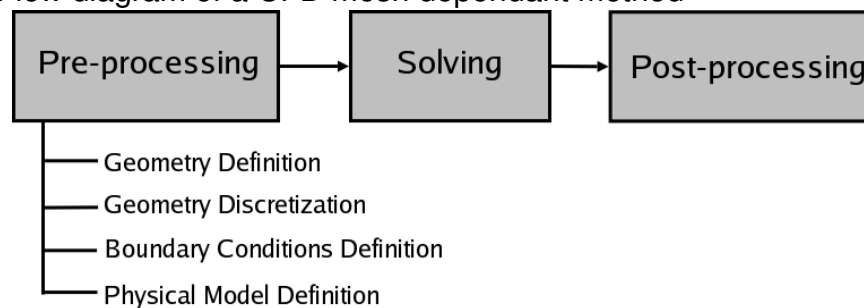 Flow diagram of a CFD mesh dependant method
Pre-processing
Solving
Post-processing
Geometry Definition
Geometry Discretization
Boundary Conditions Definition
Physical Model Definition